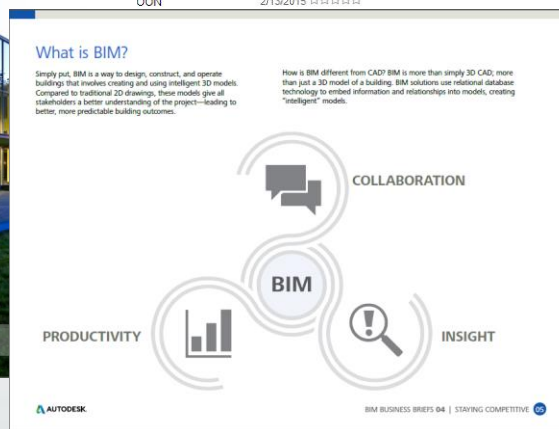 2/13/2015 ☆☆☆☆☆
What is BIM?
Simply put, BIM is a way to design, construct, and operate
buildings that involves creating and using intelligent 3D models.
Compared to traditional 2D drawings, these models give all
stakeholders a better understanding of the project—leading to
better, more predictable building outcomes.
How is BIM different from CAD? BIM is more than simply 3D CAD; more
than just a 3D model of a building. BIM solutions use relational database
technology to embed information and relationships into models, creating
"intelligent" models.
COLLABORATION
BIM
PRODUCTIVITY
INSIGHT
AUTODESK.
BIM BUSINESS BRIEFS 04 | STAYING COMPETITIVE 05